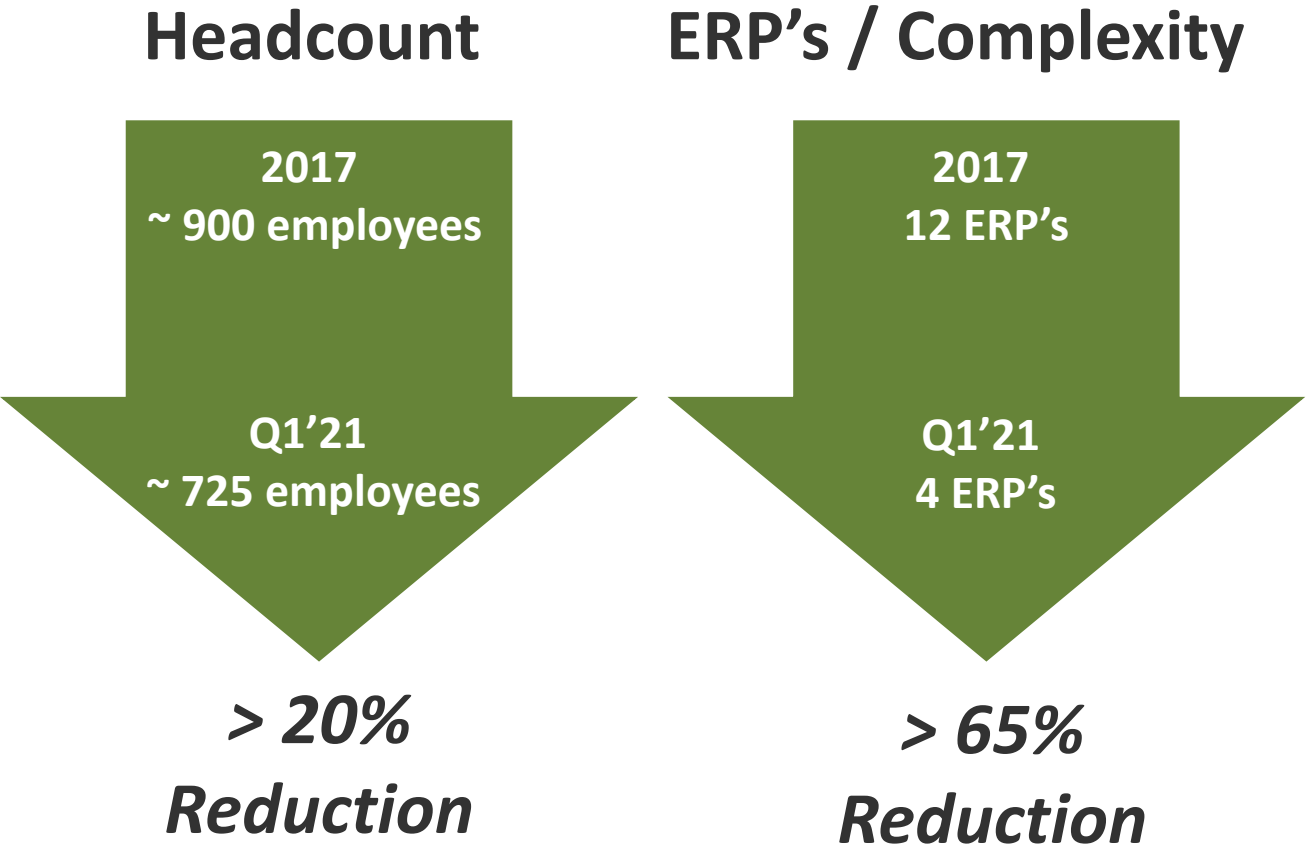 Headcount
2017
~ 900 employees
Q1’21
~ 725 employees
> 20%
Reduction
ERP’s / Complexity
2017
12 ERP’s
Q1’21
4 ERP’s
> 65%
Reduction